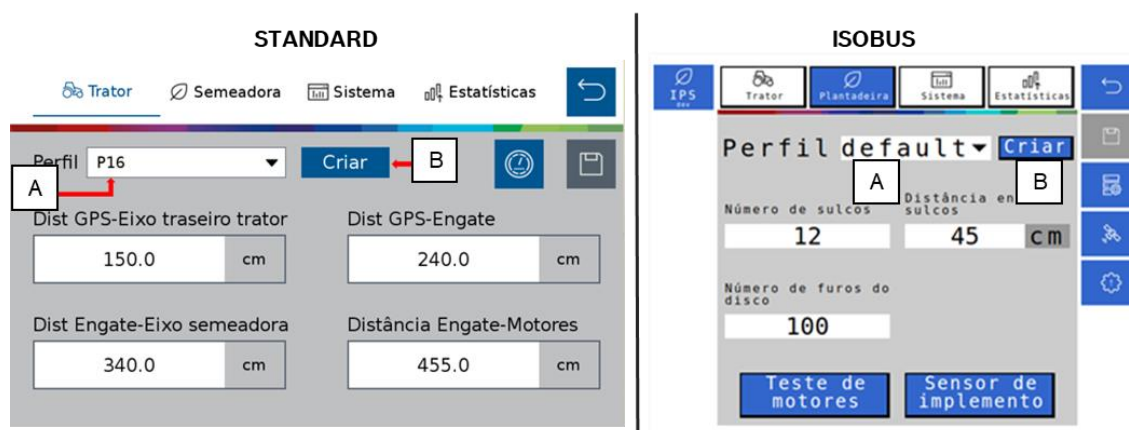 STANDARD
Trator Semeadora Sistema Estatísticas
Perfil P16 Criar B
A
Dist GPS-Eixo traseiro trator Dist GPS-Engate
150.0 cm 240.0 cm
Dist Engate-Eixo semeadora Distância Engate-Motores
340.0 cm 455.0 cm
ISOBUS
IPS Trator Plantadeira Sistema Estatísticas
Perfil default Criar
A B
Número de sulcos Distância en
sulcos
12 45 cm
Número de furos do
disco
100
Teste de Sensor de
motores implemento